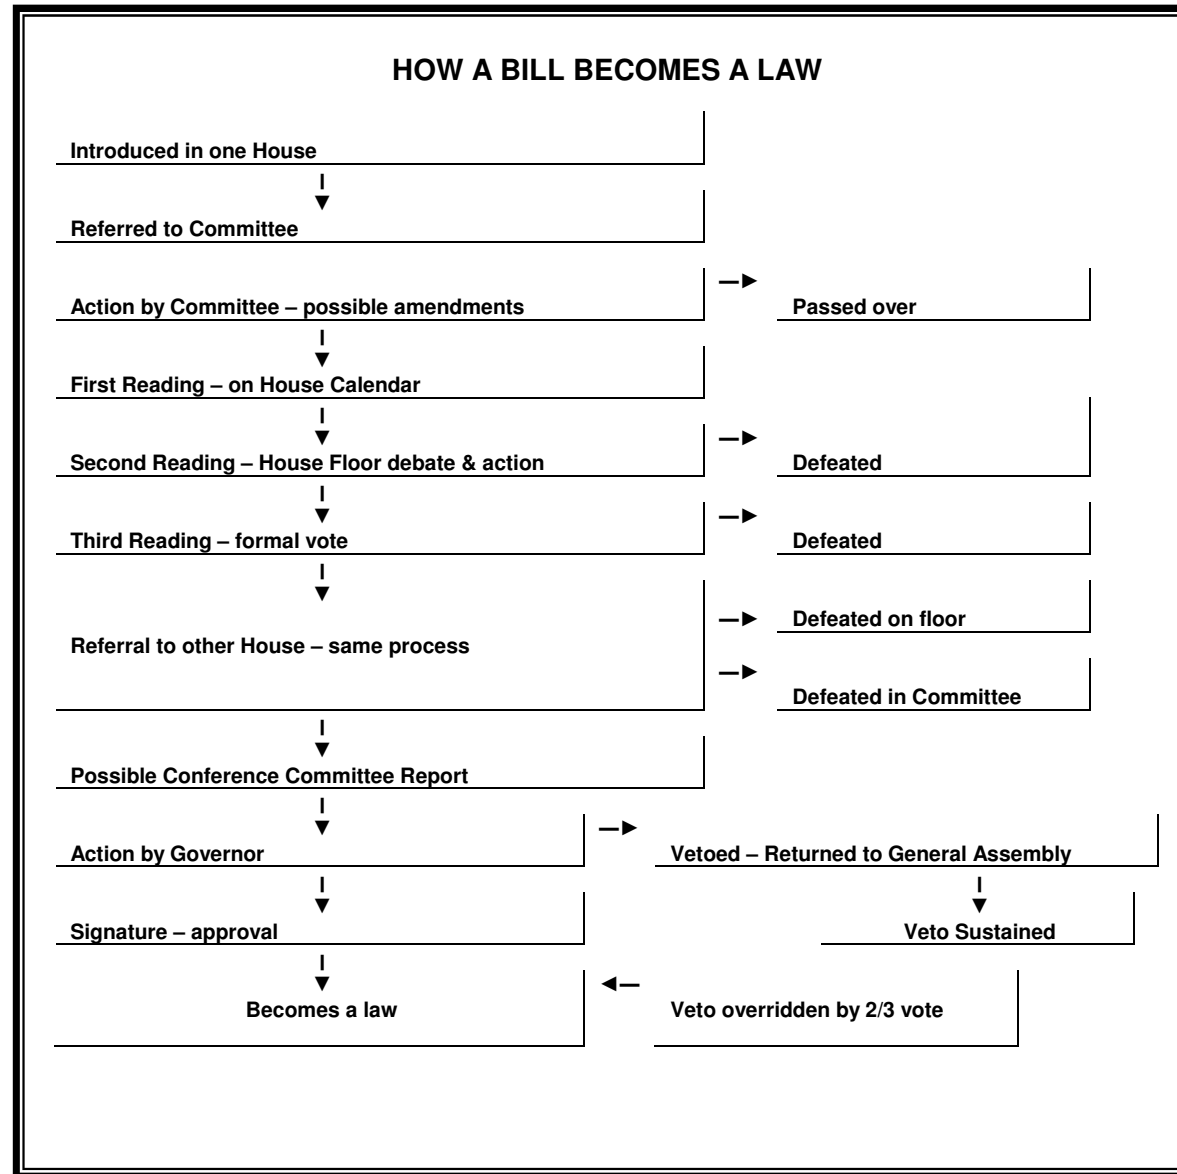 HOW A BILL BECOMES A LAW
Introduced in one House
Referred to Committee
Action by Committee – possible amendments
Passed over
First Reading – on House Calendar
Second Reading – House Floor debate & action
Defeated
Third Reading – formal vote
Defeated
Defeated on floor
Referral to other House – same process
Defeated in Committee
Possible Conference Committee Report
Action by Governor
Vetoed – Returned to General Assembly
Signature – approval
Veto Sustained
Becomes a law
Veto overridden by 2/3 vote